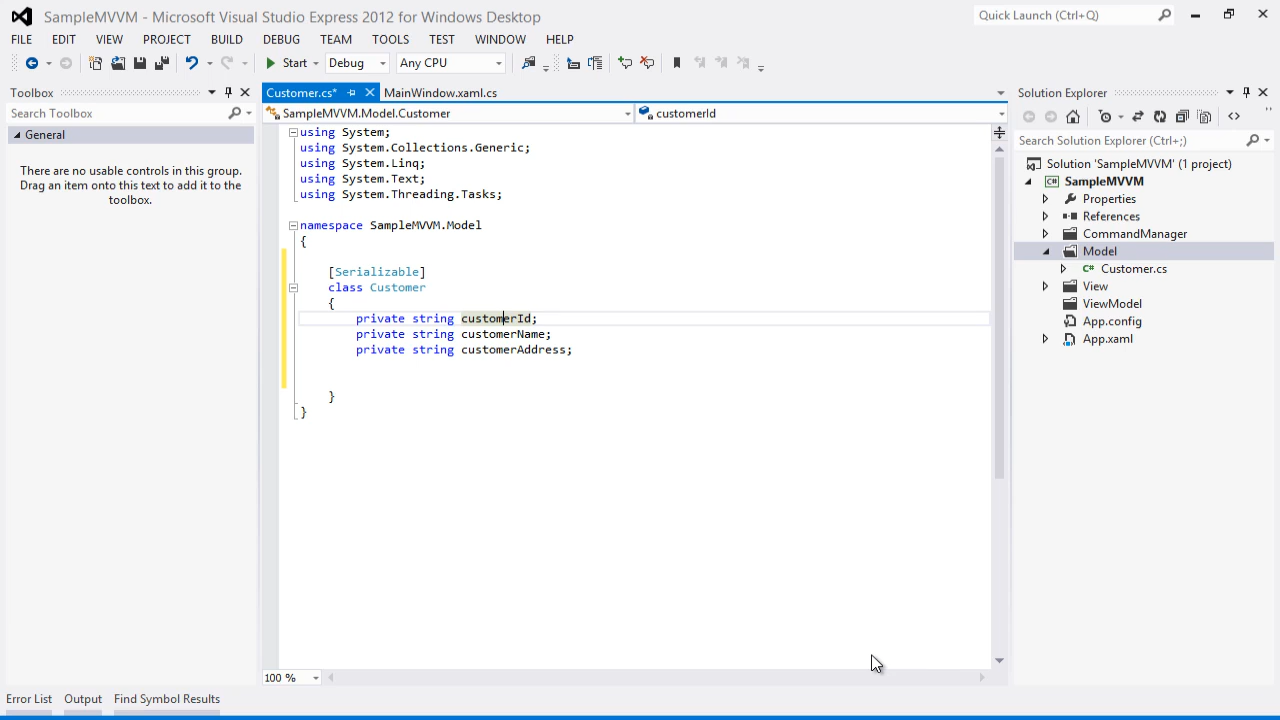 SampleMVVM - Microsoft Visual Studio Express 2012 for Windows Desktop
Quick Launch (Ctrl+Q)
FILE EDIT VIEW PROJECT BUILD DEBUG TEAM TOOLS TEST WINDOW HELP
Start Debug Any CPU
Toolbox
Search Toolbox
General
There are no usable controls in this group.
Drag an item onto this text to add it to the
toolbox.
Customer.cs* MainWindow.xaml.cs
SampleMVVM.Model.Customer customerId
using System;
using System.Collections.Generic;
using System.Linq;
using System.Text;
using System.Threading.Tasks;
namespace SampleMVVM.Model
{
[Serializable]
class Customer
{
private string customerId;
private string customerName;
private string customerAddress;
}
}
100 %
Solution Explorer
Search Solution Explorer (Ctrl+;)
Solution 'SampleMVVM' (1 project)
C# SampleMVVM
Properties
References
CommandManager
Model
C# Customer.cs
View
ViewModel
App.config
App.xaml
Error List Output Find Symbol Results